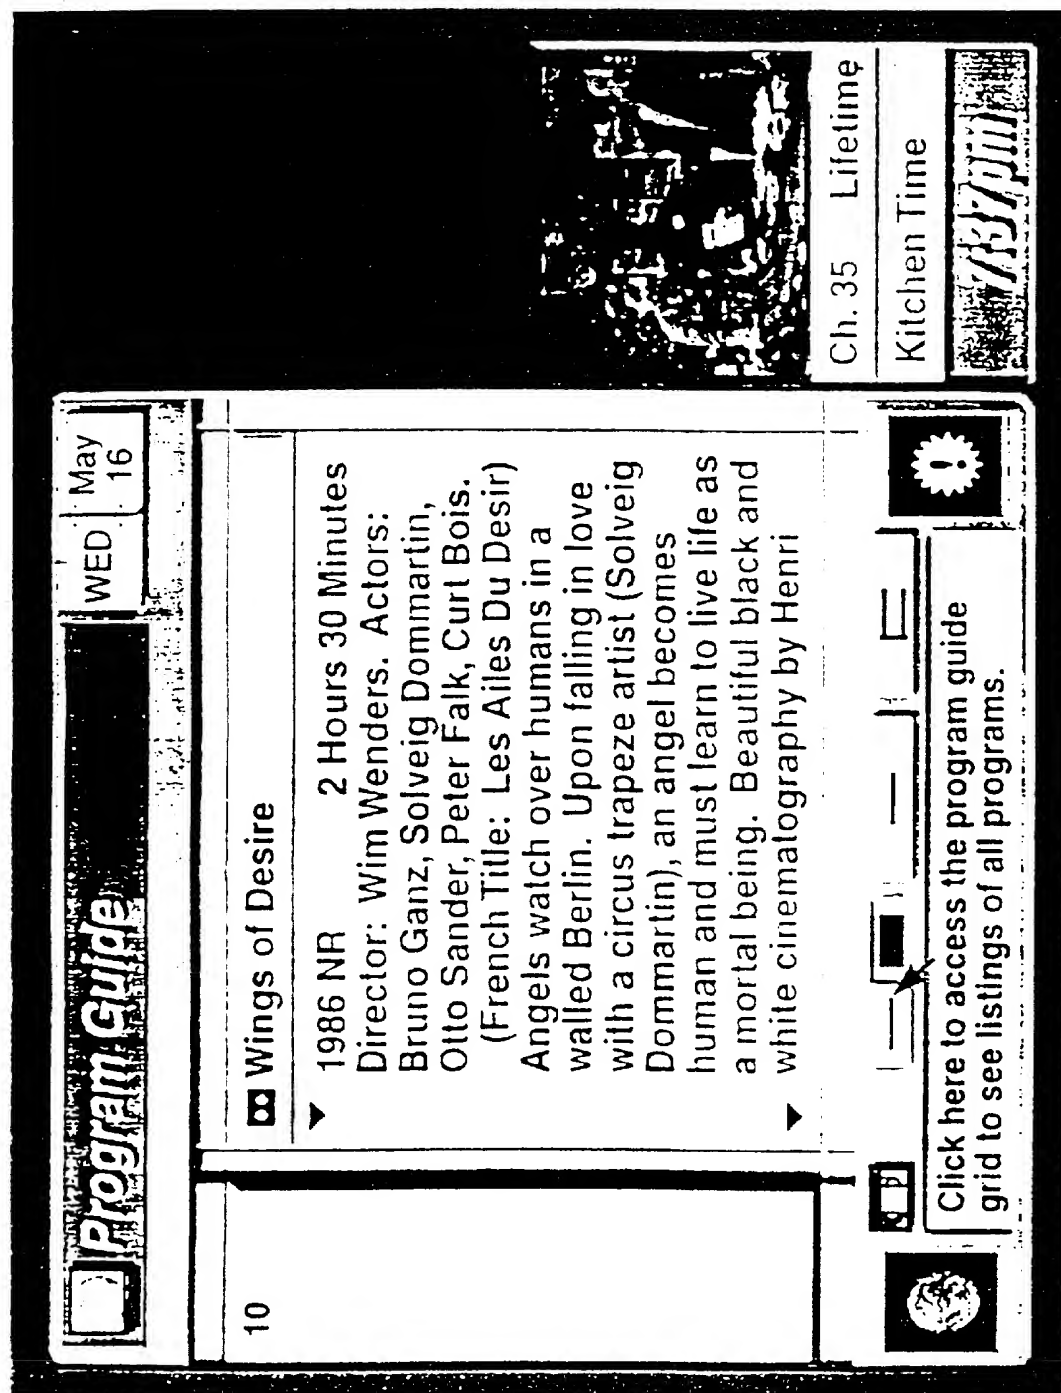 Program Guide
WED
May
16
10
Wings of Desire
1986 NR 2 Hours 30 Minutes
Director: Wim Wenders. Actors:
Bruno Ganz, Solveig Dommartin,
Otto Sander, Peter Falk, Curt Bois.
(French Title: Les Ailes Du Desir)
Angels watch over humans in a
walled Berlin. Upon falling in love
with a circus trapeze artist (Solveig
Dommartin), an angel becomes
human and must learn to live life as
a mortal being. Beautiful black and
white cinematography by Henri
!
Click here to access the program guide
grid to see listings of all programs.
Ch. 35 Lifetime
Kitchen Time
7:37pm